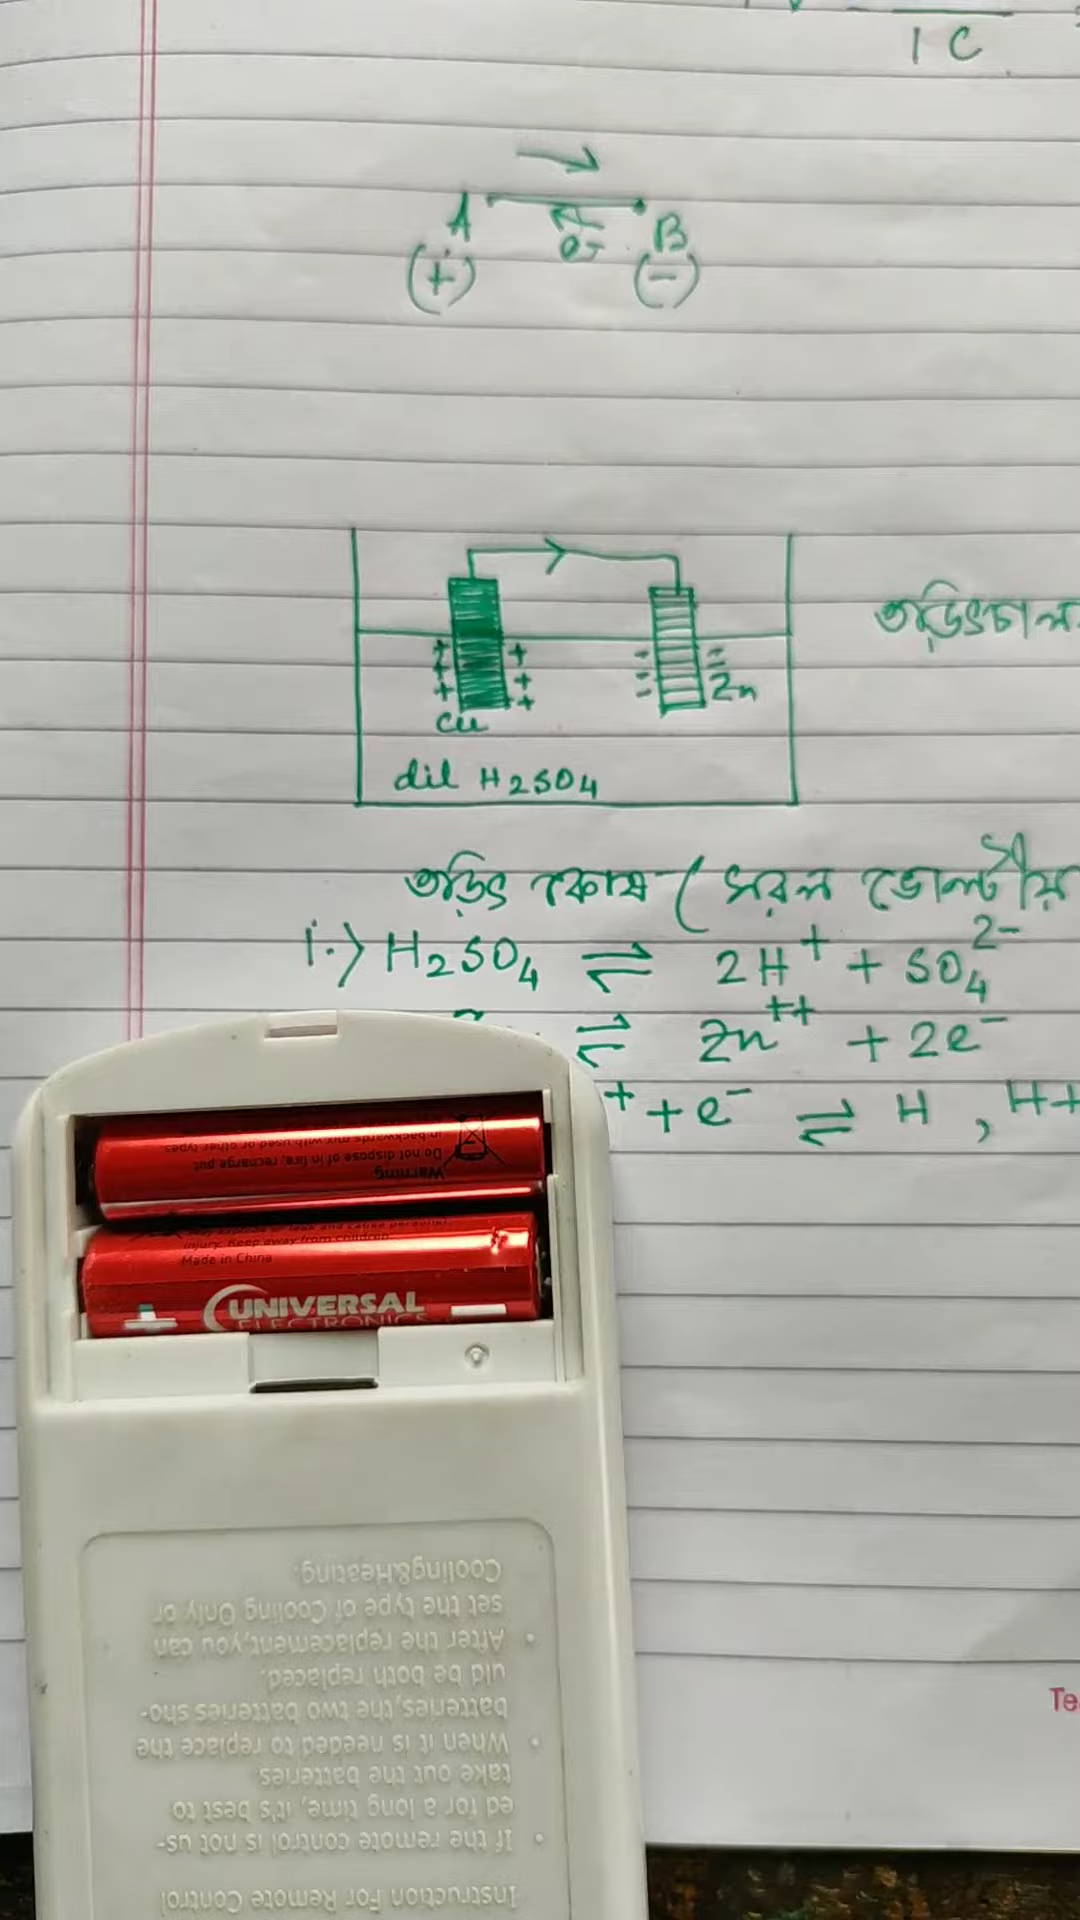 1 C
A B
e-
(+) (-)
তড়িৎচাল
+ + - =
+ + - =
+ + - Zn
Cu
dil H2SO4
তড়িৎ কোষ (সরল ভোল্টীয়
i.) H2SO4 ⇌ 2H+ + SO4 2-
⇌ Zn++ + 2e-
+ + e- ⇌ H , H+
Warning
Do not dispose of in fire, recharge, put
in backwards mix with used or other types
injury. Keep away from children
Made in China
+ UNIVERSAL −
ELECTRONICS
Instruction For Remote Control
• If the remote control is not us-
ed for a long time, it's best to
take out the batteries
• When it is needed to replace the
batteries,the two batteries sho-
uld be both replaced.
• After the replacement,you can
set the type of Cooling Only or
Cooling&Heating.
Te